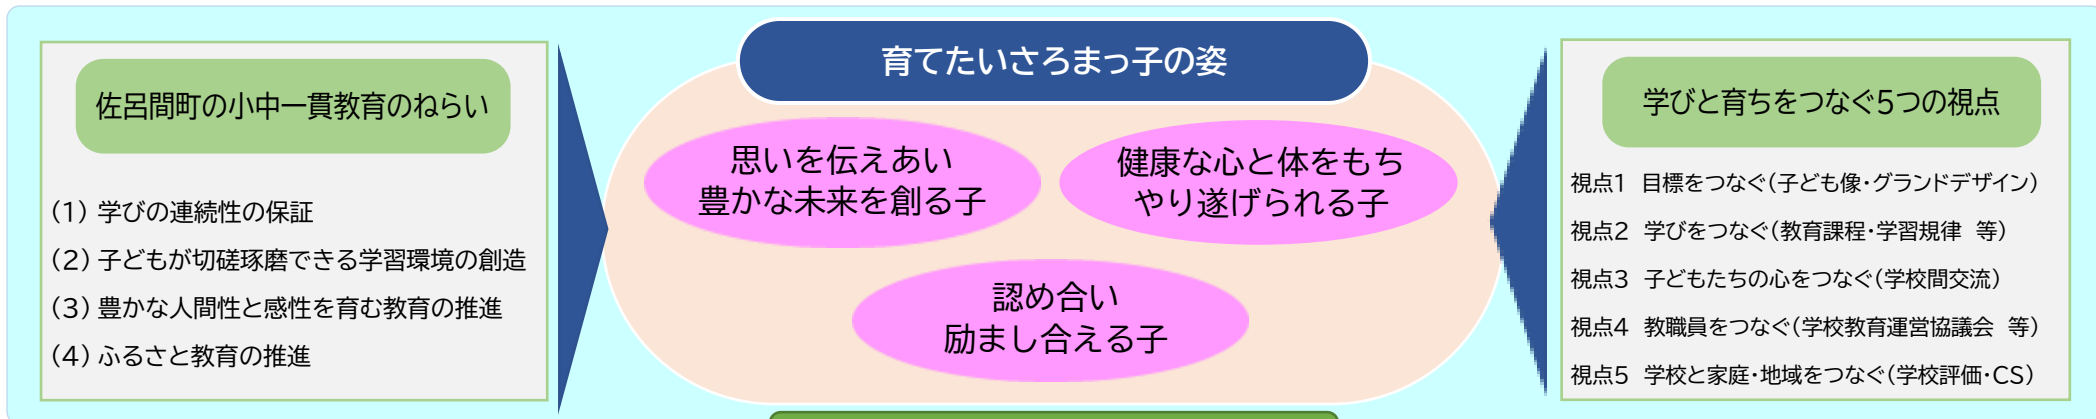 佐呂間町の小中一貫教育のねらい
(1) 学びの連続性の保証
(2) 子どもが切磋琢磨できる学習環境の創造
(3) 豊かな人間性と感性を育む教育の推進
(4) ふるさと教育の推進
育てたいさろまっ子の姿
思いを伝えあい
豊かな未来を創る子
健康な心と体をもち
やり遂げられる子
認め合い
励まし合える子
学びと育ちをつなぐ5つの視点
視点1 目標をつなぐ(子ども像・グランドデザイン)
視点2 学びをつなぐ(教育課程・学習規律 等)
視点3 子どもたちの心をつなぐ(学校間交流)
視点4 教職員をつなぐ(学校教育運営協議会 等)
視点5 学校と家庭・地域をつなぐ(学校評価・CS)